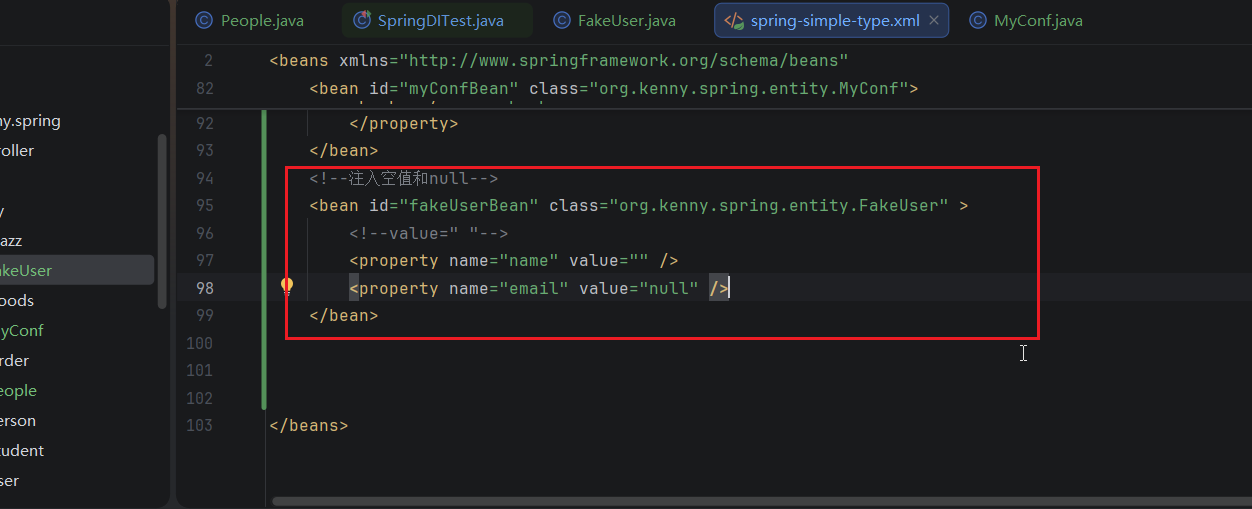 People.java
SpringDITest.java
FakeUser.java
spring-simple-type.xml
MyConf.java
2 <beans xmlns="http://www.springframework.org/schema/beans"
82 <bean id="myConfBean" class="org.kenny.spring.entity.MyConf">
92 </property>
93 </bean>
94 <!--注入空值和null-->
95 <bean id="fakeUserBean" class="org.kenny.spring.entity.FakeUser" >
96 <!--value=" "-->
97 <property name="name" value="" />
98 <property name="email" value="null" />
99 </bean>
100
101
102
103 </beans>
ny.spring
roller
y
azz
akeUser
oods
yConf
rder
eople
erson
tudent
ser